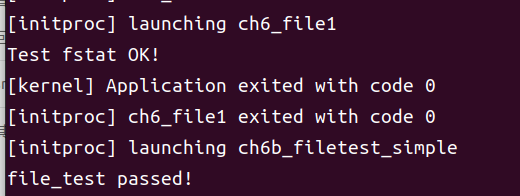 [initproc] launching ch6_file1
Test fstat OK!
[kernel] Application exited with code 0
[initproc] ch6_file1 exited with code 0
[initproc] launching ch6b_filetest_simple
file_test passed!